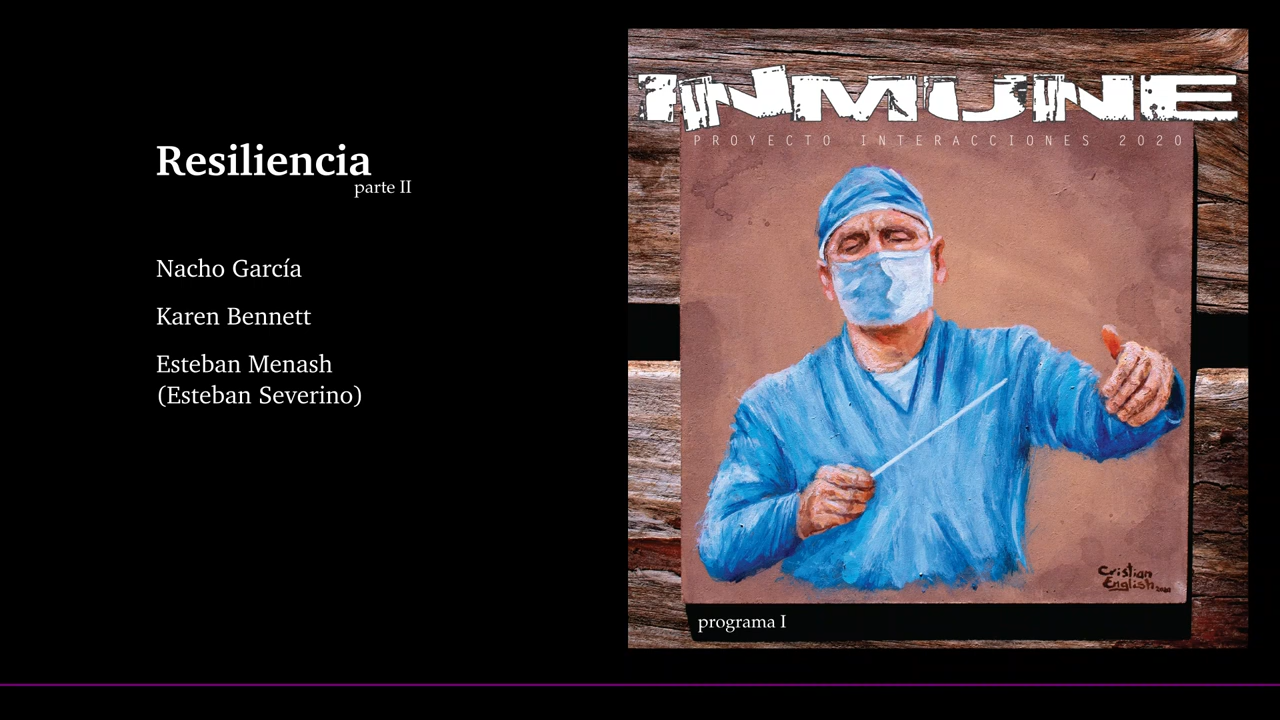 Resiliencia
parte II
Nacho García
Karen Bennett
Esteban Menash
(Esteban Severino)
INMUNE
PROYECTO INTERACCIONES 2020
Cristian
English
programa I